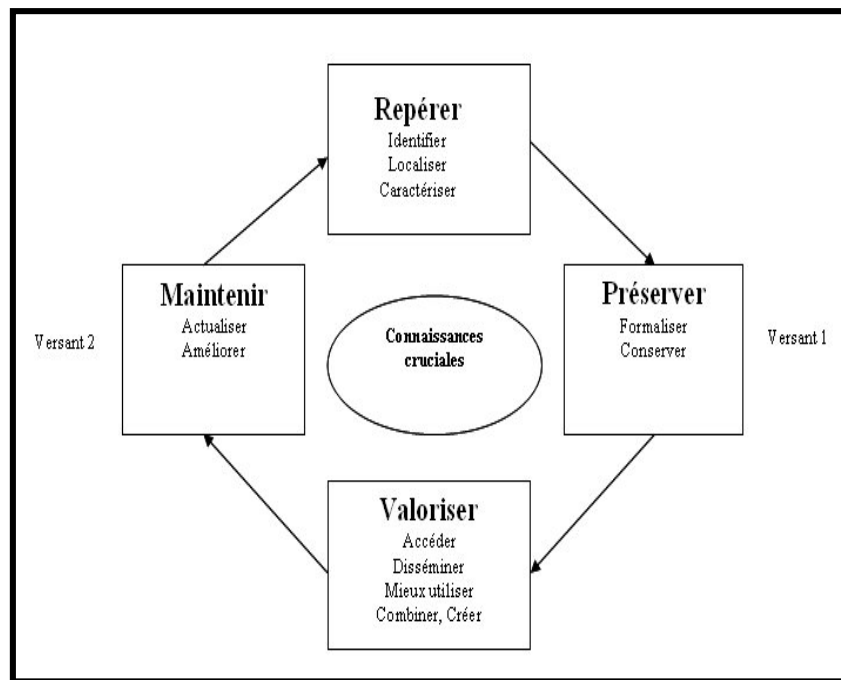 Repérer
Identifier
Localiser
Caractériser
Maintenir
Actualiser
Améliorer
Versant 2
Connaissances
cruciales
Préserver
Formaliser
Conserver
Versant 1
Valoriser
Accéder
Disséminer
Mieux utiliser
Combiner, Créer